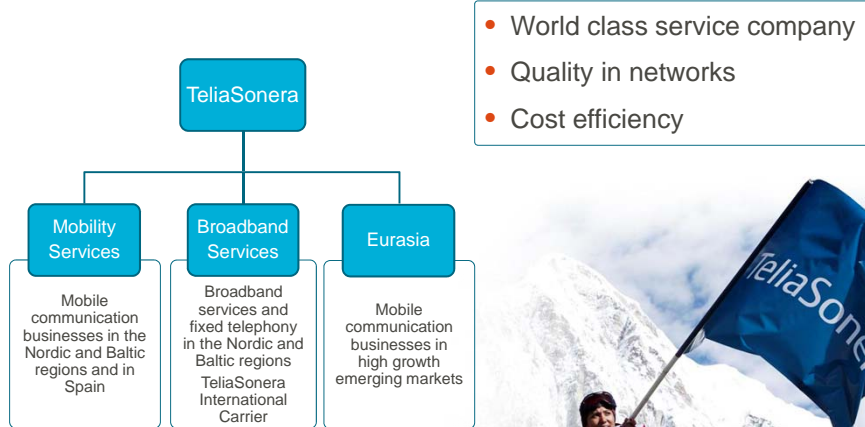 TeliaSonera
• World class service company
• Quality in networks
• Cost efficiency
Mobility
Services
Mobile
communication
businesses in the
Nordic and Baltic
regions and in
Spain
Broadband
Services
Broadband
services and
fixed telephony
in the Nordic and
Baltic regions
TeliaSonera
International
Carrier
Eurasia
Mobile
communication
businesses in
high growth
emerging markets
TeliaSoner